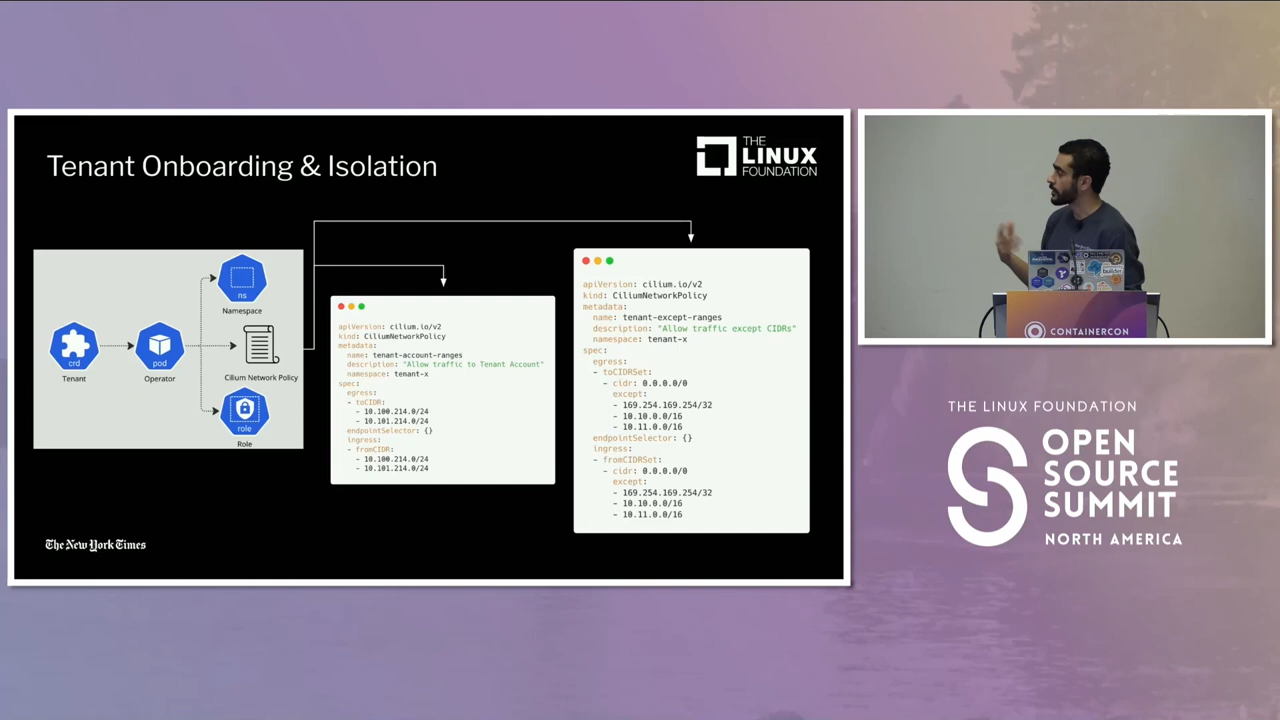 Tenant Onboarding & Isolation
THE
LINUX
FOUNDATION
ns
Namespace
crd
Tenant
pod
Operator
Cilium Network Policy
role
Role
apiVersion: cilium.io/v2
kind: CiliumNetworkPolicy
metadata:
  name: tenant-account-ranges
  description: "Allow traffic to Tenant Account"
  namespace: tenant-x
spec:
  egress:
  - toCIDR:
    - 10.100.214.0/24
    - 10.101.214.0/24
  endpointSelector: {}
  ingress:
  - fromCIDR:
    - 10.100.214.0/24
    - 10.101.214.0/24
apiVersion: cilium.io/v2
kind: CiliumNetworkPolicy
metadata:
  name: tenant-except-ranges
  description: "Allow traffic except CIDRs"
  namespace: tenant-x
spec:
  egress:
  - toCIDRSet:
    - cidr: 0.0.0.0/0
      except:
      - 169.254.169.254/32
      - 10.10.0.0/16
      - 10.11.0.0/16
  endpointSelector: {}
  ingress:
  - fromCIDRSet:
    - cidr: 0.0.0.0/0
      except:
      - 169.254.169.254/32
      - 10.10.0.0/16
      - 10.11.0.0/16
The New York Times
builder
CONTAINERCON
THE LINUX FOUNDATION
OPEN
SOURCE
SUMMIT
NORTH AMERICA